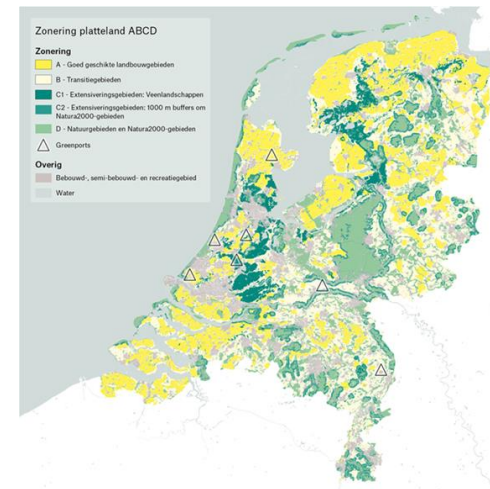 Zonering platteland ABCD
Zonering
A - Goed geschikte landbouwgebieden
B - Transitiegebieden
C1 - Extensiveringsgebieden: Veenlandschappen
C2 - Extensiveringsgebieden: 1000 m buffers om
Natura2000-gebieden
D - Natuurgebieden en Natura2000-gebieden
Greenports
Overig
Bebouwd-, semi-bebouwd- en recreatiegebied
Water